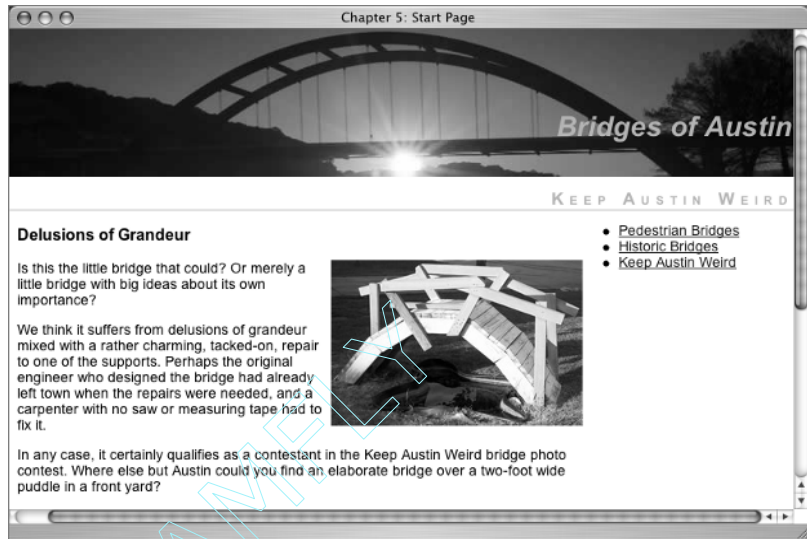 Chapter 5: Start Page
Bridges of Austin
KEEP AUSTIN WEIRD
Delusions of Grandeur
Is this the little bridge that could? Or merely a
little bridge with big ideas about its own
importance?
We think it suffers from delusions of grandeur
mixed with a rather charming, tacked-on, repair
to one of the supports. Perhaps the original
engineer who designed the bridge had already
left town when the repairs were needed, and a
carpenter with no saw or measuring tape had to
fix it.
In any case, it certainly qualifies as a contestant in the Keep Austin Weird bridge photo
contest. Where else but Austin could you find an elaborate bridge over a two-foot wide
puddle in a front yard?
Pedestrian Bridges
Historic Bridges
Keep Austin Weird
AMFLY